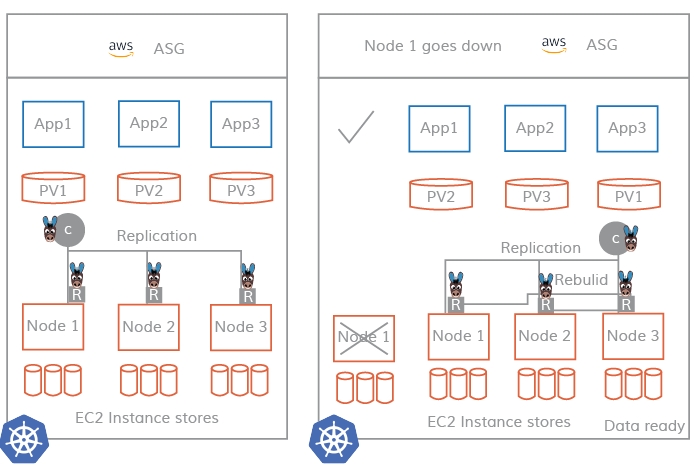 aws ASG
App1 App2 App3
PV1 PV2 PV3
C
Replication
R R R
Node 1 Node 2 Node 3
EC2 Instance stores
Node 1 goes down aws ASG
App1 App2 App3
PV2 PV3 PV1
C
Replication
Rebulid
R R R
Node 1 Node 1 Node 2 Node 3
EC2 Instance stores
Data ready